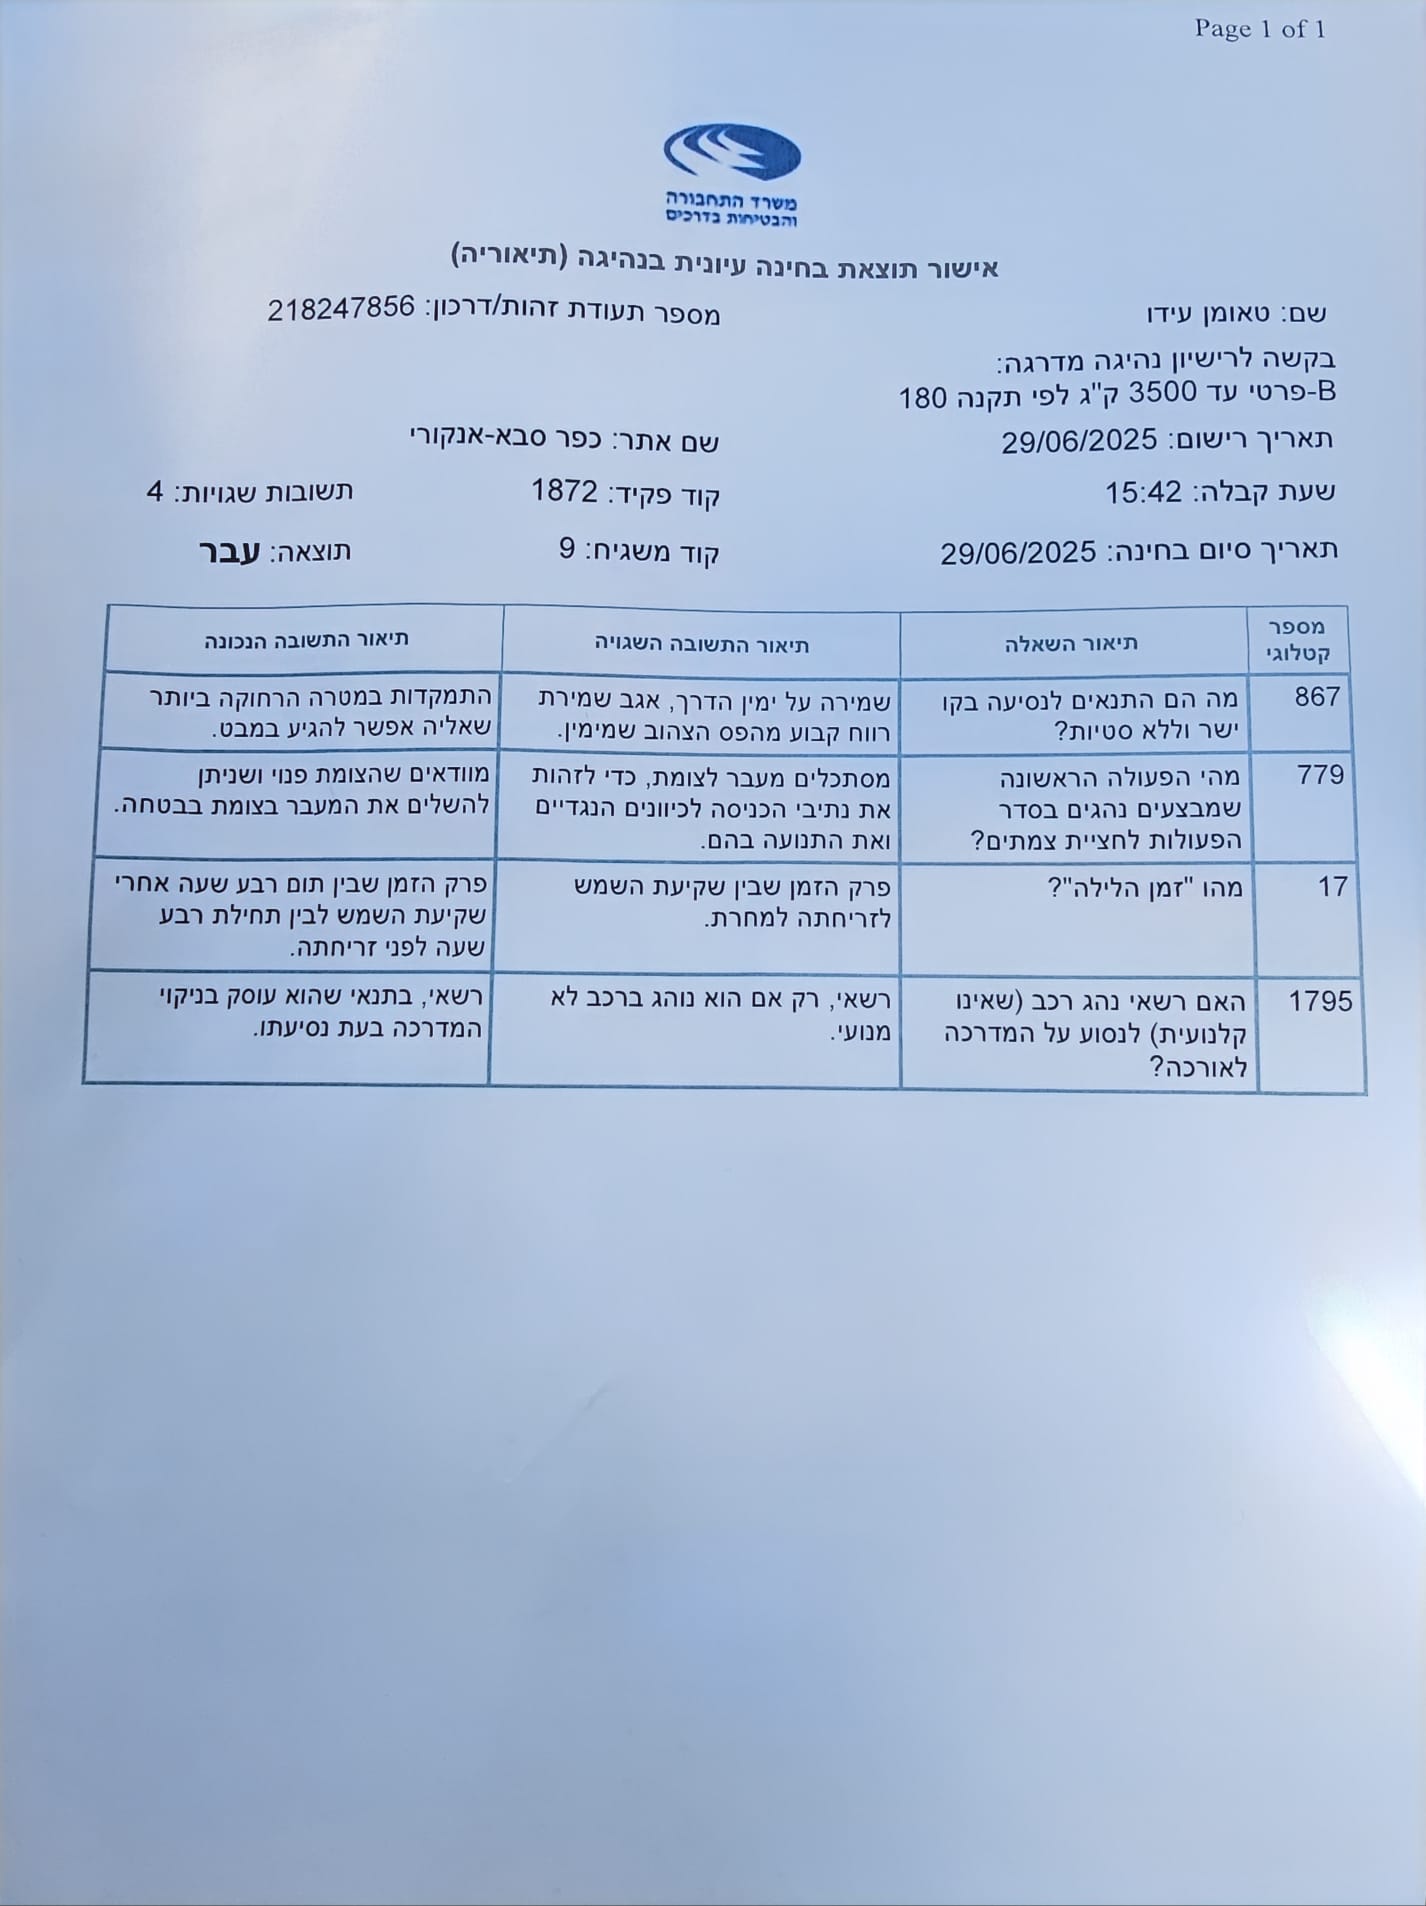 Page 1 of 1
משרד התחבורה
והבטיחות בדרכים
אישור תוצאת בחינה עיונית בנהיגה (תיאוריה)
שם: טאומן עידו
מספר תעודת זהות/דרכון: 218247856
בקשה לרישיון נהיגה מדרגה:
B-פרטי עד 3500 ק"ג לפי תקנה 180
תאריך רישום: 29/06/2025
שם אתר: כפר סבא-אנקורי
שעת קבלה: 15:42
קוד פקיד: 1872
תשובות שגויות: 4
תאריך סיום בחינה: 29/06/2025
קוד משגיח: 9
תוצאה: עבר
מספר
קטלוגי
תיאור השאלה
תיאור התשובה השגויה
תיאור התשובה הנכונה
867
מה הם התנאים לנסיעה בקו
ישר וללא סטיות?
שמירה על ימין הדרך, אגב שמירת
רווח קבוע מהפס הצהוב שמימין.
התמקדות במטרה הרחוקה ביותר
שאליה אפשר להגיע במבט.
779
מהי הפעולה הראשונה
שמבצעים נהגים בסדר
הפעולות לחציית צמתים?
מסתכלים מעבר לצומת, כדי לזהות
את נתיבי הכניסה לכיוונים הנגדיים
ואת התנועה בהם.
מוודאים שהצומת פנוי ושניתן
להשלים את המעבר בצומת בבטחה.
17
מהו "זמן הלילה"?
פרק הזמן שבין שקיעת השמש
לזריחתה למחרת.
פרק הזמן שבין תום רבע שעה אחרי
שקיעת השמש לבין תחילת רבע
שעה לפני זריחתה.
1795
האם רשאי נהג רכב (שאינו
קלנועית) לנסוע על המדרכה
לאורכה?
רשאי, רק אם הוא נוהג ברכב לא
מנועי.
רשאי, בתנאי שהוא עוסק בניקוי
המדרכה בעת נסיעתו.